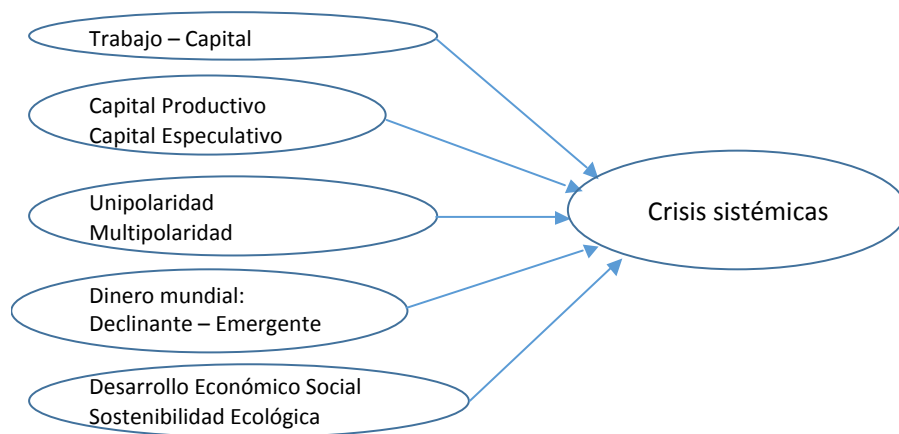 Trabajo – Capital
Capital Productivo
Capital Especulativo
Unipolaridad
Multipolaridad
Crisis sistémicas
Dinero mundial:
Declinante – Emergente
Desarrollo Económico Social
Sostenibilidad Ecológica